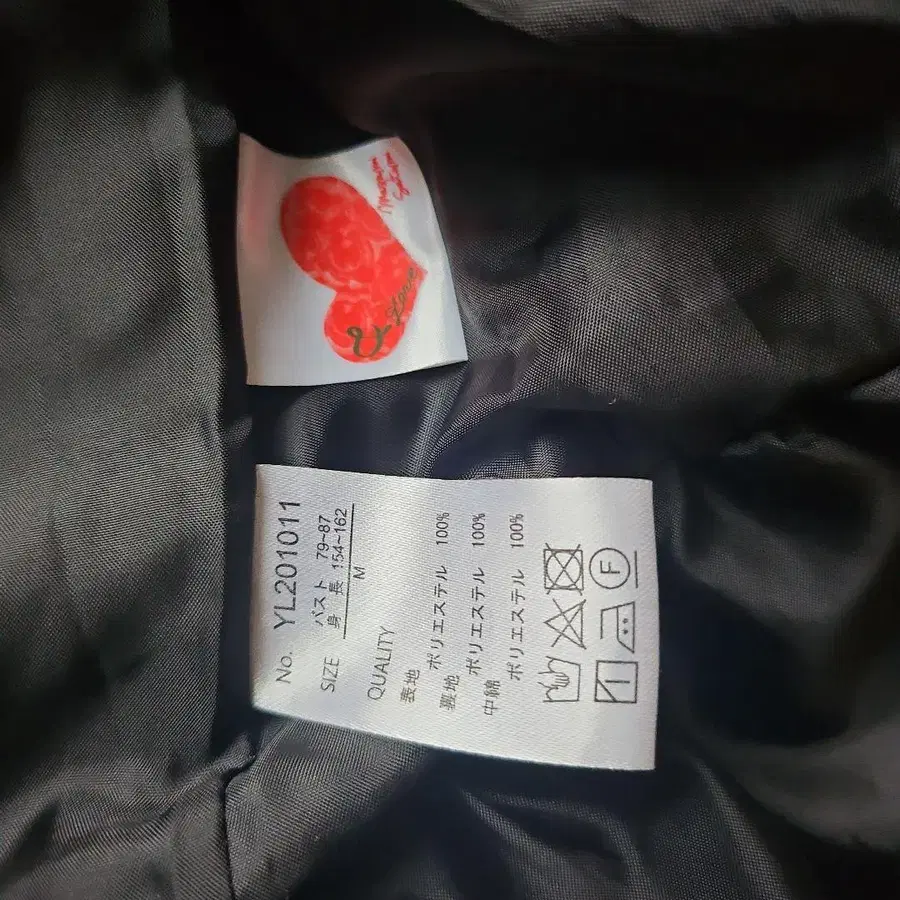 & Love
No. YL201011
SIZE バスト 79~87
身 長 154~162
M
QUALITY
表地 ポリエステル 100%
裏地 ポリエステル 100%
中綿 ポリエステル 100%
F